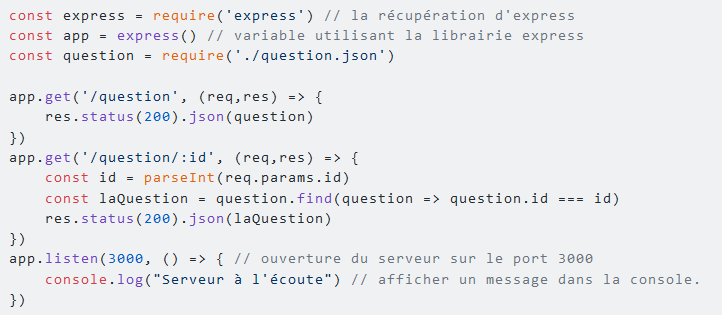 const express = require('express') // la récupération d'express
const app = express() // variable utilisant la librairie express
const question = require('./question.json')

app.get('/question', (req,res) => {
    res.status(200).json(question)
})
app.get('/question/:id', (req,res) => {
    const id = parseInt(req.params.id)
    const laQuestion = question.find(question => question.id === id)
    res.status(200).json(laQuestion)
})
app.listen(3000, () => { // ouverture du serveur sur le port 3000
    console.log("Serveur à l'écoute") // afficher un message dans la console.
})